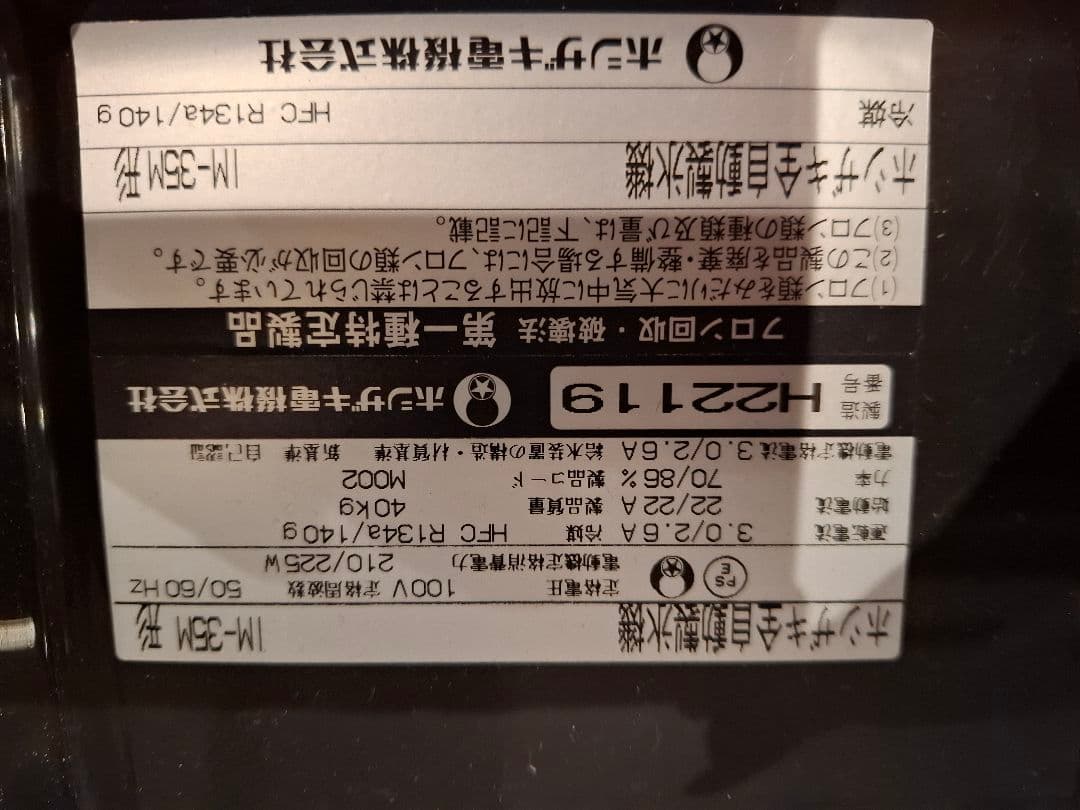 ホシザキ全自動製氷機 IM-35M 形
PS E 定格電圧 100V 定格周波数 50/60Hz
電動機定格消費電力 210/225W
運転電流 3.0/2.6A 冷媒 HFC R134a/140g
始動電流 22/22A 製品質量 40kg
力率 70/86% 製品コード M002
電動機定格電流 3.0/2.6A 給水装置の構造・材質基準 新基準 自己認証
製造番号 H22119 ホシザキ電機株式会社
フロン回収・破壊法 第一種特定製品
(1)フロン類をみだりに大気中に放出することは禁じられています。
(2)この製品を廃棄・整備する場合には、フロン類の回収が必要です。
(3)フロン類の種類及び量は、下記に記載。
ホシザキ全自動製氷機 IM-35M 形
冷媒 HFC R134a/140g
ホシザキ電機株式会社